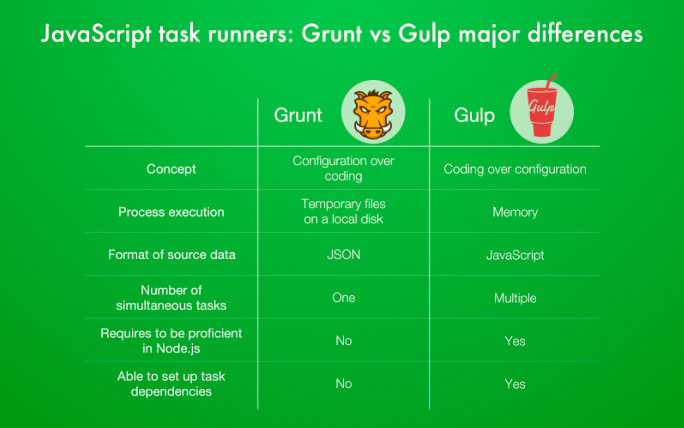 JavaScript task runners: Grunt vs Gulp major differences
Grunt
Gulp
Gulp
Concept
Configuration over
coding
Coding over configuration
Process execution
Temporary files
on a local disk
Memory
Format of source data
JSON
JavaScript
Number of
simultaneous tasks
One
Multiple
Requires to be proficient
in Node.js
No
Yes
Able to set up task
dependencies
No
Yes